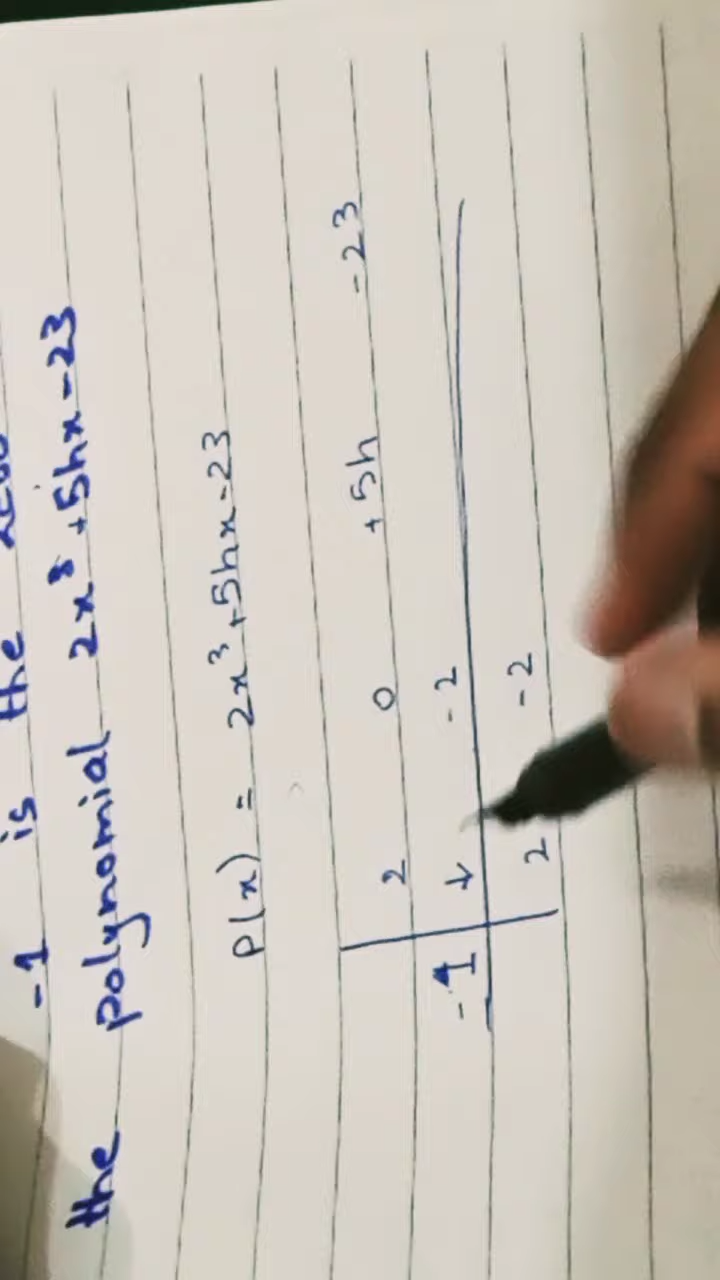 -1 is the
the polynomial 2x³+5hx-23
P(x) = 2x³+5hx-23
2 0 +5h -23
-1 ↓ -2
2 -2